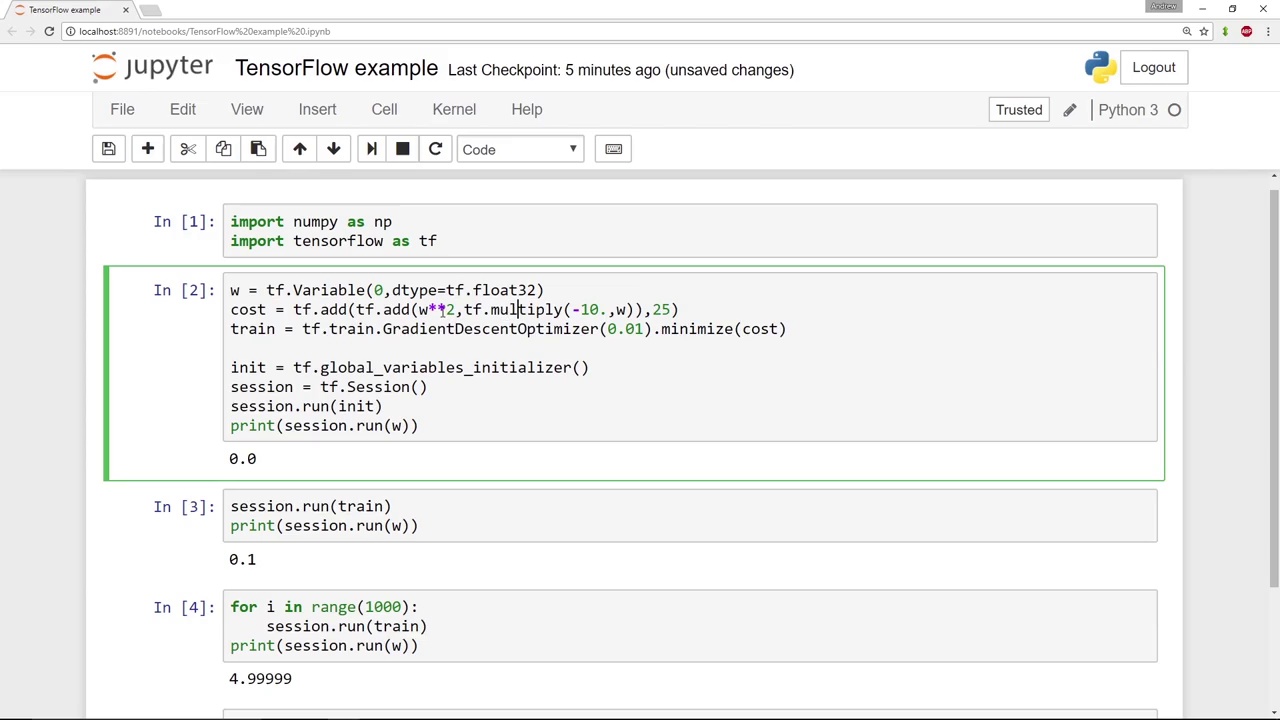 TensorFlow example
Andrew
localhost:8891/notebooks/TensorFlow%20example%20.ipynb
ABP
jupyter TensorFlow example Last Checkpoint: 5 minutes ago (unsaved changes) Logout
File Edit View Insert Cell Kernel Help Trusted Python 3
Code
In [1]: import numpy as np
import tensorflow as tf
In [2]: w = tf.Variable(0,dtype=tf.float32)
cost = tf.add(tf.add(w**2,tf.multiply(-10.,w)),25)
train = tf.train.GradientDescentOptimizer(0.01).minimize(cost)
init = tf.global_variables_initializer()
session = tf.Session()
session.run(init)
print(session.run(w))
0.0
In [3]: session.run(train)
print(session.run(w))
0.1
In [4]: for i in range(1000):
session.run(train)
print(session.run(w))
4.99999